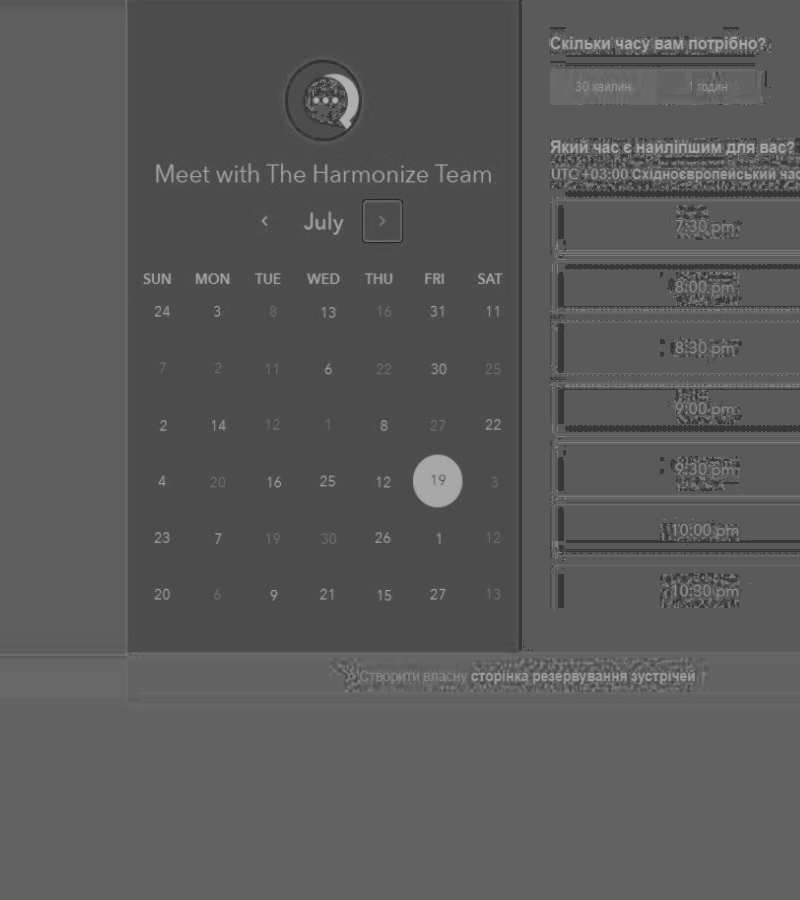 Meet with The Harmonize Team
July
SUN MON TUE WED THU FRI SAT
24 3 8 13 16 31 11
7 2 11 6 22 30 25
2 14 12 1 8 27 22
4 20 16 25 12 19 3
23 7 19 30 26 1 12
20 6 9 21 15 27 13
Скільки часу вам потрібно?
30 хвилин 1 годин
Який час є найліпшим для вас?
UTC +03:00 Східноєвропейський час
7:30 pm
8:00 pm
8:30 pm
9:00 pm
9:30 pm
10:00 pm
10:30 pm
Створити власну сторінка резервування зустрічей